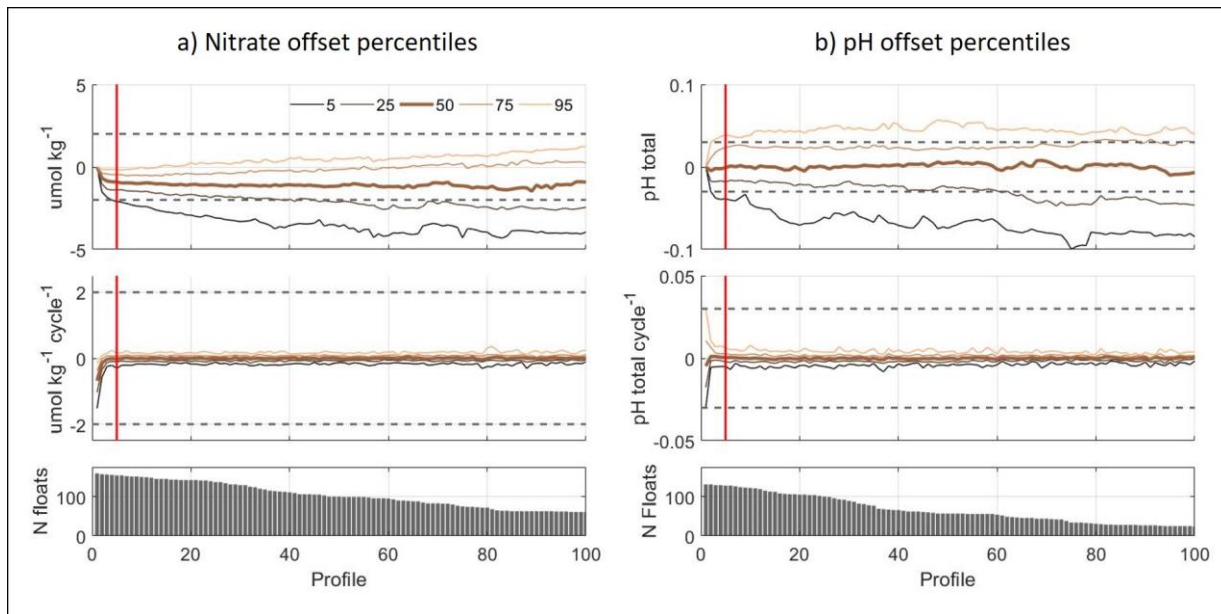 a) Nitrate offset percentiles
5
0
-5
umol kg-1
5 25 50 75 95
2
0
-2
umol kg-1 cycle-1
100
0
N floats
0 20 40 60 80 100
Profile
b) pH offset percentiles
0.1
0
-0.1
pH total
0.05
0
-0.05
pH total cycle-1
100
0
N Floats
0 20 40 60 80 100
Profile